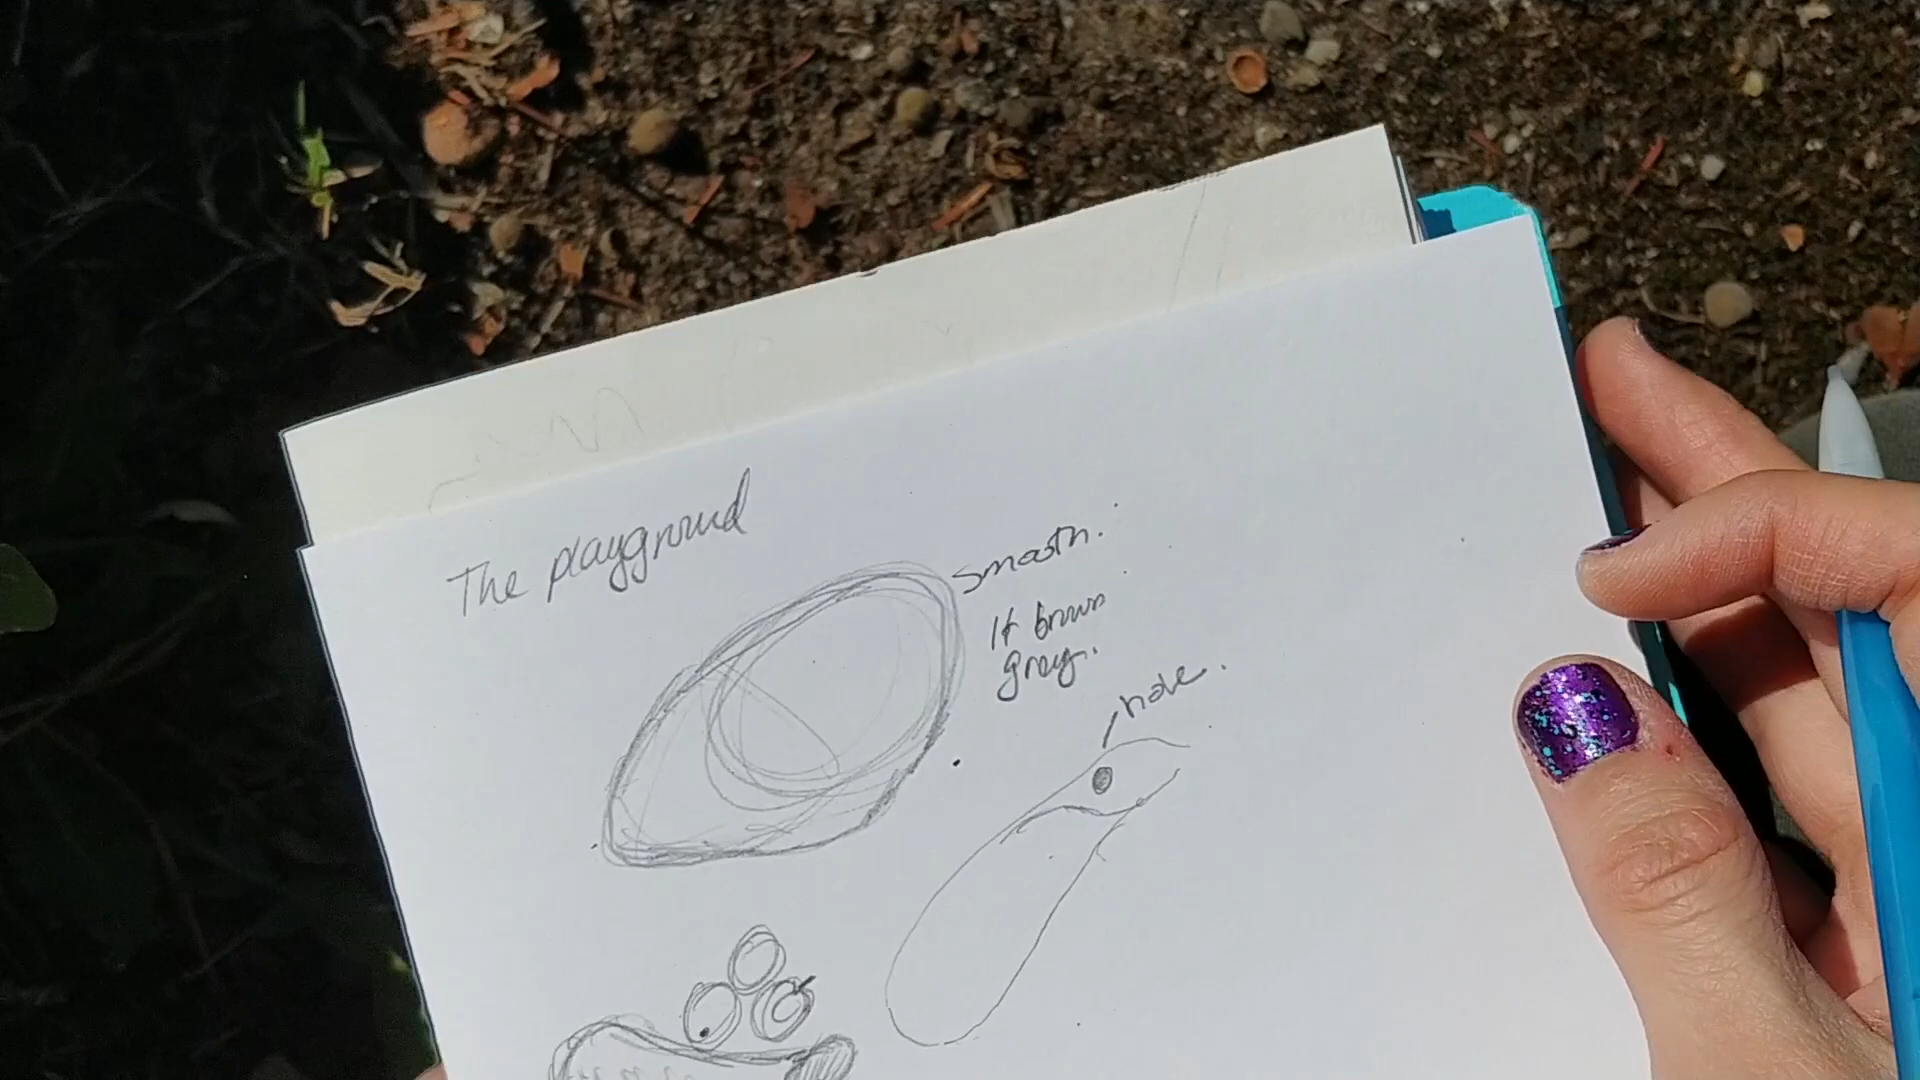 The playground
Smooth.
lt brown
grey.
hole.